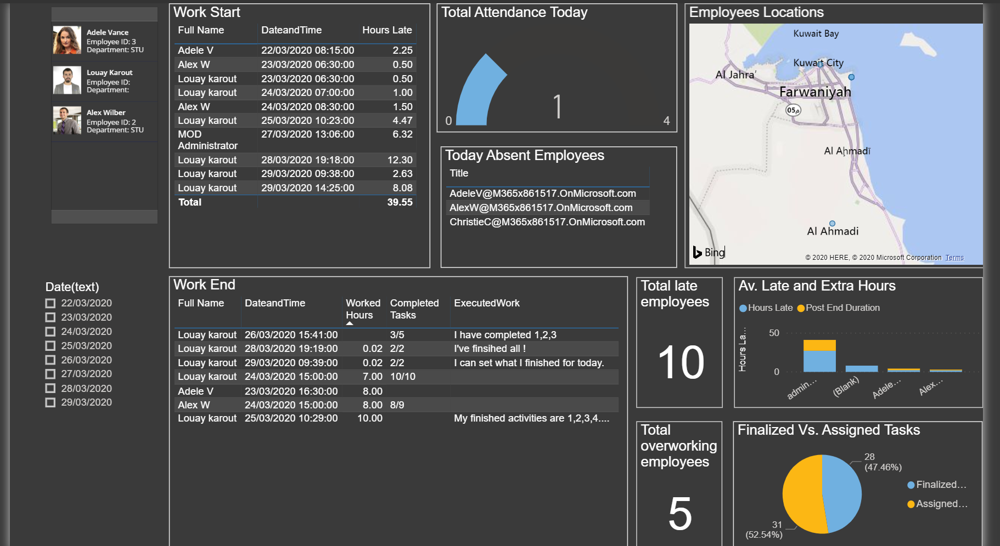 Adele Vance
Employee ID: 3
Department: STU
Louay Karout
Employee ID:
Department:
Alex Wilber
Employee ID: 2
Department: STU
Date(text)
22/03/2020
23/03/2020
24/03/2020
25/03/2020
26/03/2020
27/03/2020
28/03/2020
29/03/2020
Work Start
Full Name DateandTime Hours Late
Adele V 22/03/2020 08:15:00 2.25
Alex W 23/03/2020 06:30:00 0.50
Louay karout 23/03/2020 06:30:00 0.50
Louay karout 24/03/2020 07:00:00 1.00
Alex W 24/03/2020 08:30:00 1.50
Louay karout 25/03/2020 10:23:00 4.47
MOD 27/03/2020 13:06:00 6.32
Administrator
Louay karout 28/03/2020 19:18:00 12.30
Louay karout 29/03/2020 09:38:00 2.63
Louay karout 29/03/2020 14:25:00 8.08
Total 39.55
Total Attendance Today
1
0 4
Today Absent Employees
Title
AdeleV@M365x861517.OnMicrosoft.com
AlexW@M365x861517.OnMicrosoft.com
ChristieC@M365x861517.OnMicrosoft.com
Employees Locations
Kuwait Bay
Kuwait City
Al Jahra'
Farwaniyah
05م
Al Aḩmadī
Al Ahmadi
Bing
© 2020 HERE, © 2020 Microsoft Corporation Terms
Work End
Full Name DateandTime Worked Completed ExecutedWork
Hours Tasks
Louay karout 26/03/2020 15:41:00 3/5 I have completed 1,2,3
Louay karout 28/03/2020 19:19:00 0.02 2/2 I've finsihed all !
Louay karout 29/03/2020 09:39:00 0.02 2/2 I can set what I finished for today.
Louay karout 24/03/2020 15:00:00 7.00 10/10
Adele V 23/03/2020 16:30:00 8.00
Alex W 24/03/2020 15:00:00 8.00 8/9
Louay karout 25/03/2020 10:29:00 10.00 My finished activities are 1,2,3,4....
Total late
employees
10
Av. Late and Extra Hours
Hours Late Post End Duration
Hours La...
50
0
admin...
(Blank)
Adele...
Alex...
Total
overworking
employees
5
Finalized Vs. Assigned Tasks
28
(47.46%)
Finalized...
Assigned...
31
(52.54%)